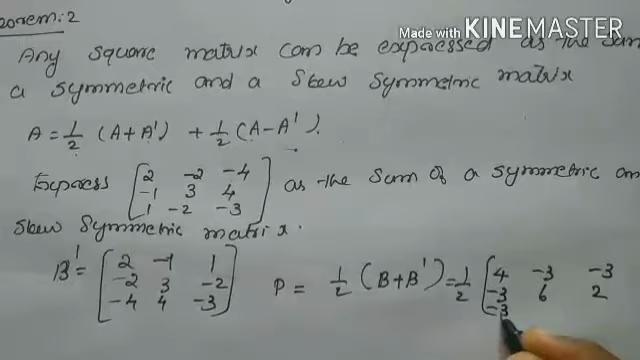 Made with KINEMASTER
Theorem: 2
Any square matrix can be expressed as the sum
a symmetric and a skew symmetric matrix
A = 1/2 (A+A') + 1/2 (A-A').
Express [2 -2 -4
-1 3 4
1 -2 -3] as the sum of a symmetric an
skew symmetric matrix.
B' = [2 -1 1
-2 3 -2
-4 4 -3] P = 1/2 (B+B') = 1/2 [4 -3 -3
-3 6 2
-3